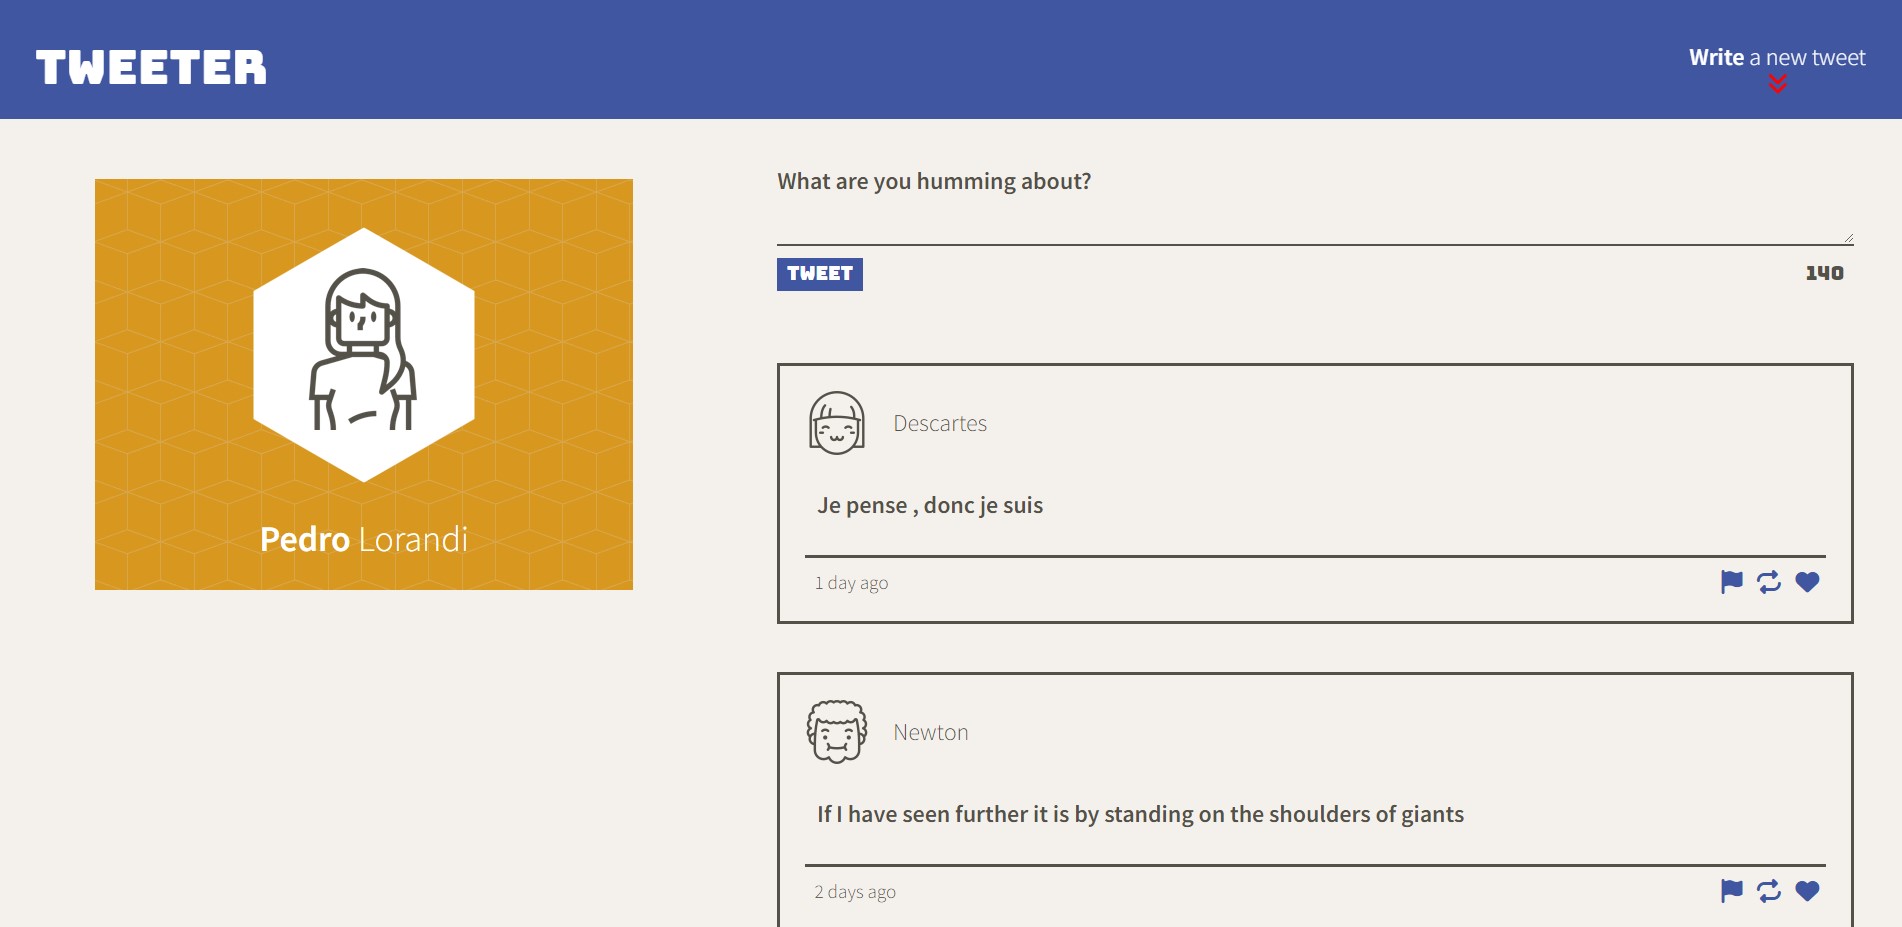 TWEETER
Write a new tweet
Pedro Lorandi
What are you humming about?
TWEET
140
Descartes
Je pense , donc je suis
1 day ago
Newton
If I have seen further it is by standing on the shoulders of giants
2 days ago